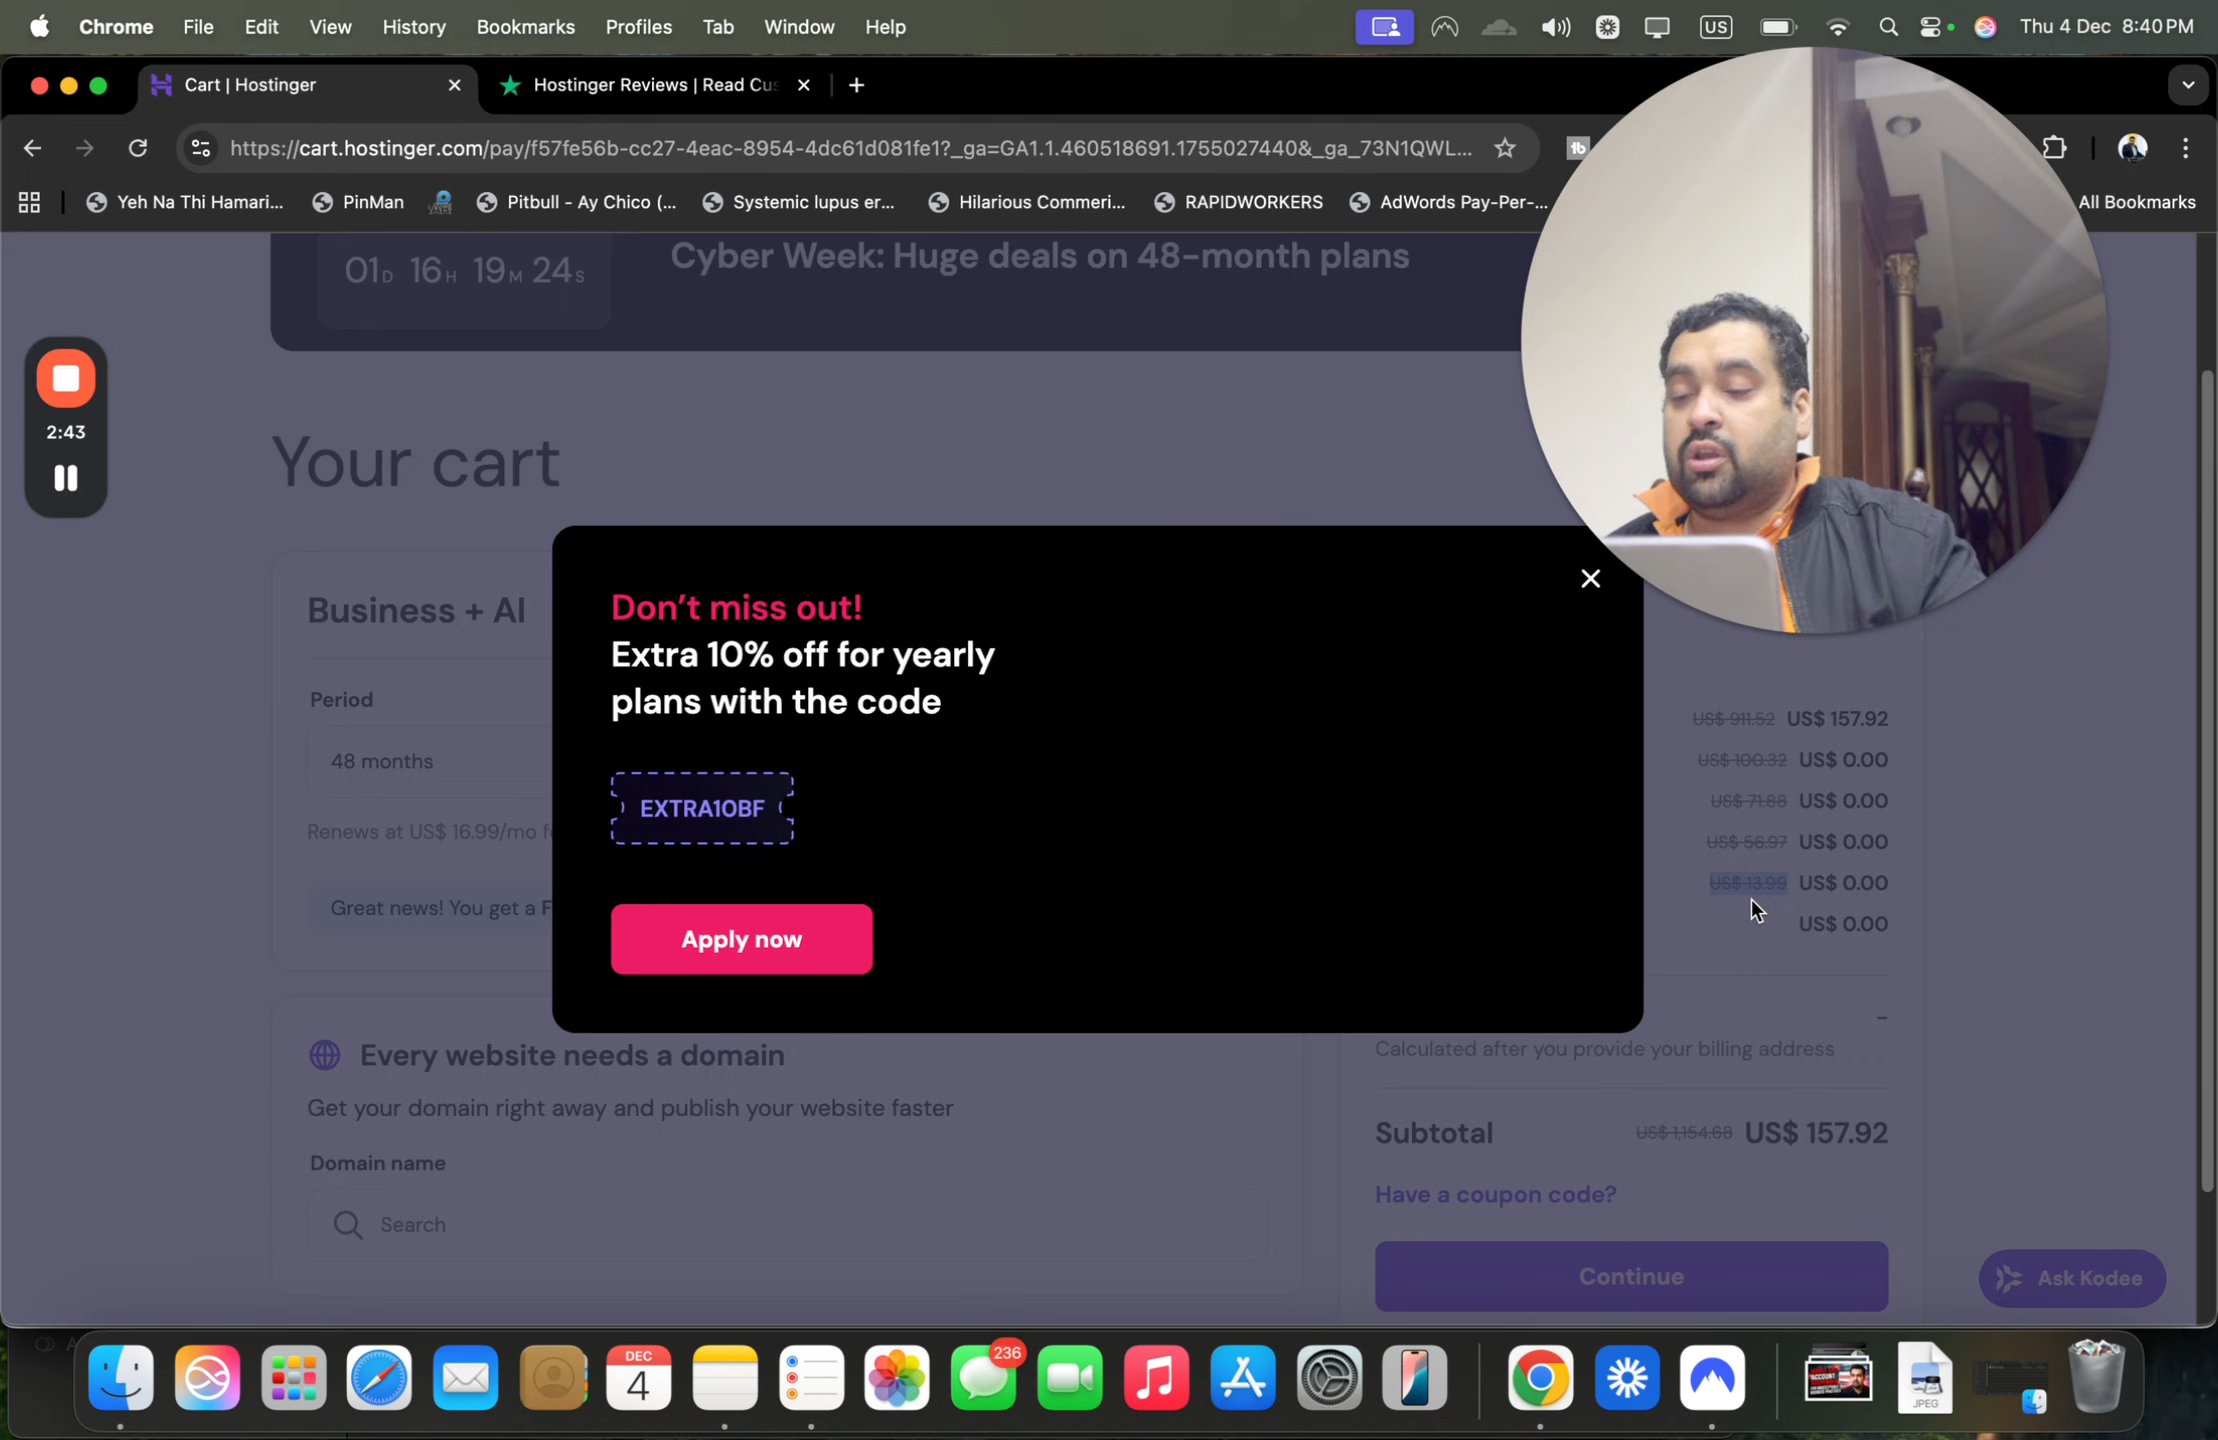 Chrome File Edit View History Bookmarks Profiles Tab Window Help US Thu 4 Dec 8:40 PM
Cart | Hostinger Hostinger Reviews | Read Cus
https://cart.hostinger.com/pay/f57fe56b-cc27-4eac-8954-4dc61d081fe1?_ga=GA1.1.460518691.1755027440&_ga_73N1QWL...
Yeh Na Thi Hamari... PinMan Pitbull - Ay Chico (... Systemic lupus er... Hilarious Commeri... RAPIDWORKERS AdWords Pay-Per-... All Bookmarks
01D 16H 19M 24S
Cyber Week: Huge deals on 48-month plans
2:43
Your cart
Business + AI
Period
48 months
Renews at US$ 16.99/mo f
Great news! You get a F
Don't miss out!
Extra 10% off for yearly
plans with the code
EXTRA10BF
Apply now
US$ 911.52 US$ 157.92
US$ 100.32 US$ 0.00
US$ 71.88 US$ 0.00
US$ 56.97 US$ 0.00
US$ 13.99 US$ 0.00
US$ 0.00
-
Calculated after you provide your billing address
Subtotal US$ 1,154.68 US$ 157.92
Have a coupon code?
Continue
Every website needs a domain
Get your domain right away and publish your website faster
Domain name
Search
Ask Kodee
DEC
4
236
JPEG